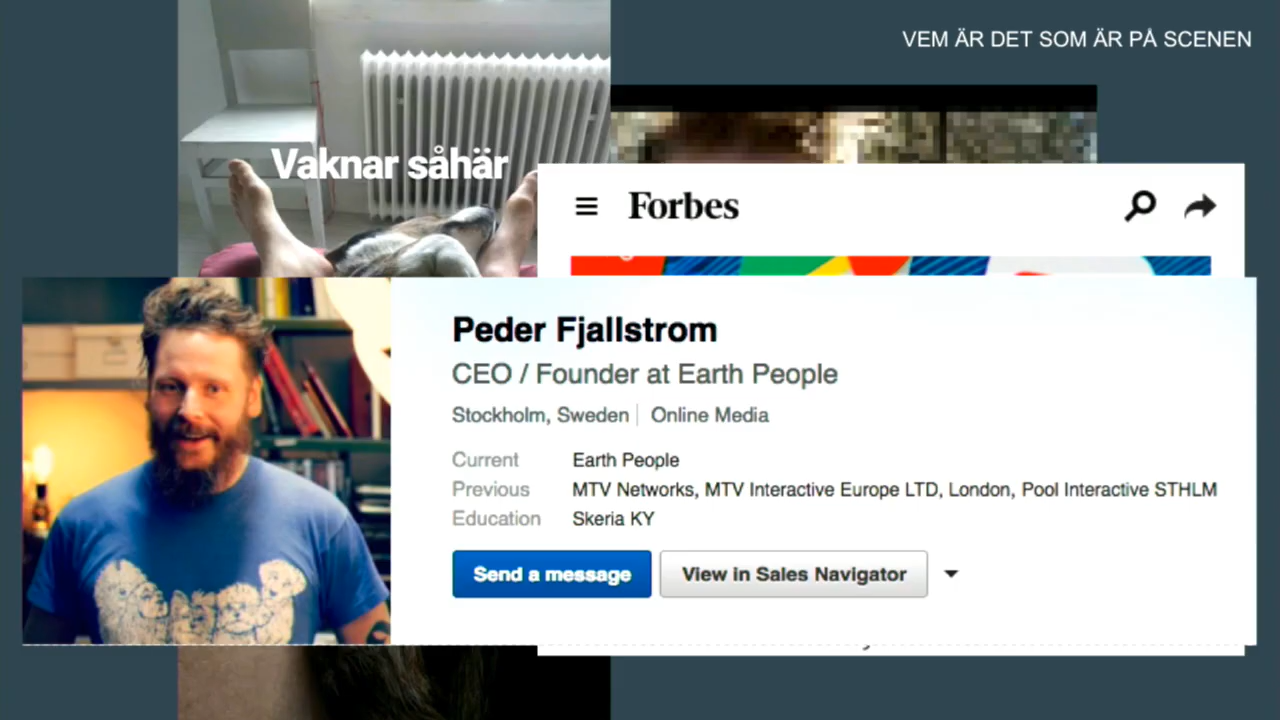 VEM ÄR DET SOM ÄR PÅ SCENEN
Vaknar såhär
Forbes
Peder Fjallstrom
CEO / Founder at Earth People
Stockholm, Sweden | Online Media
Current Earth People
Previous MTV Networks, MTV Interactive Europe LTD, London, Pool Interactive STHLM
Education Skeria KY
Send a message View in Sales Navigator